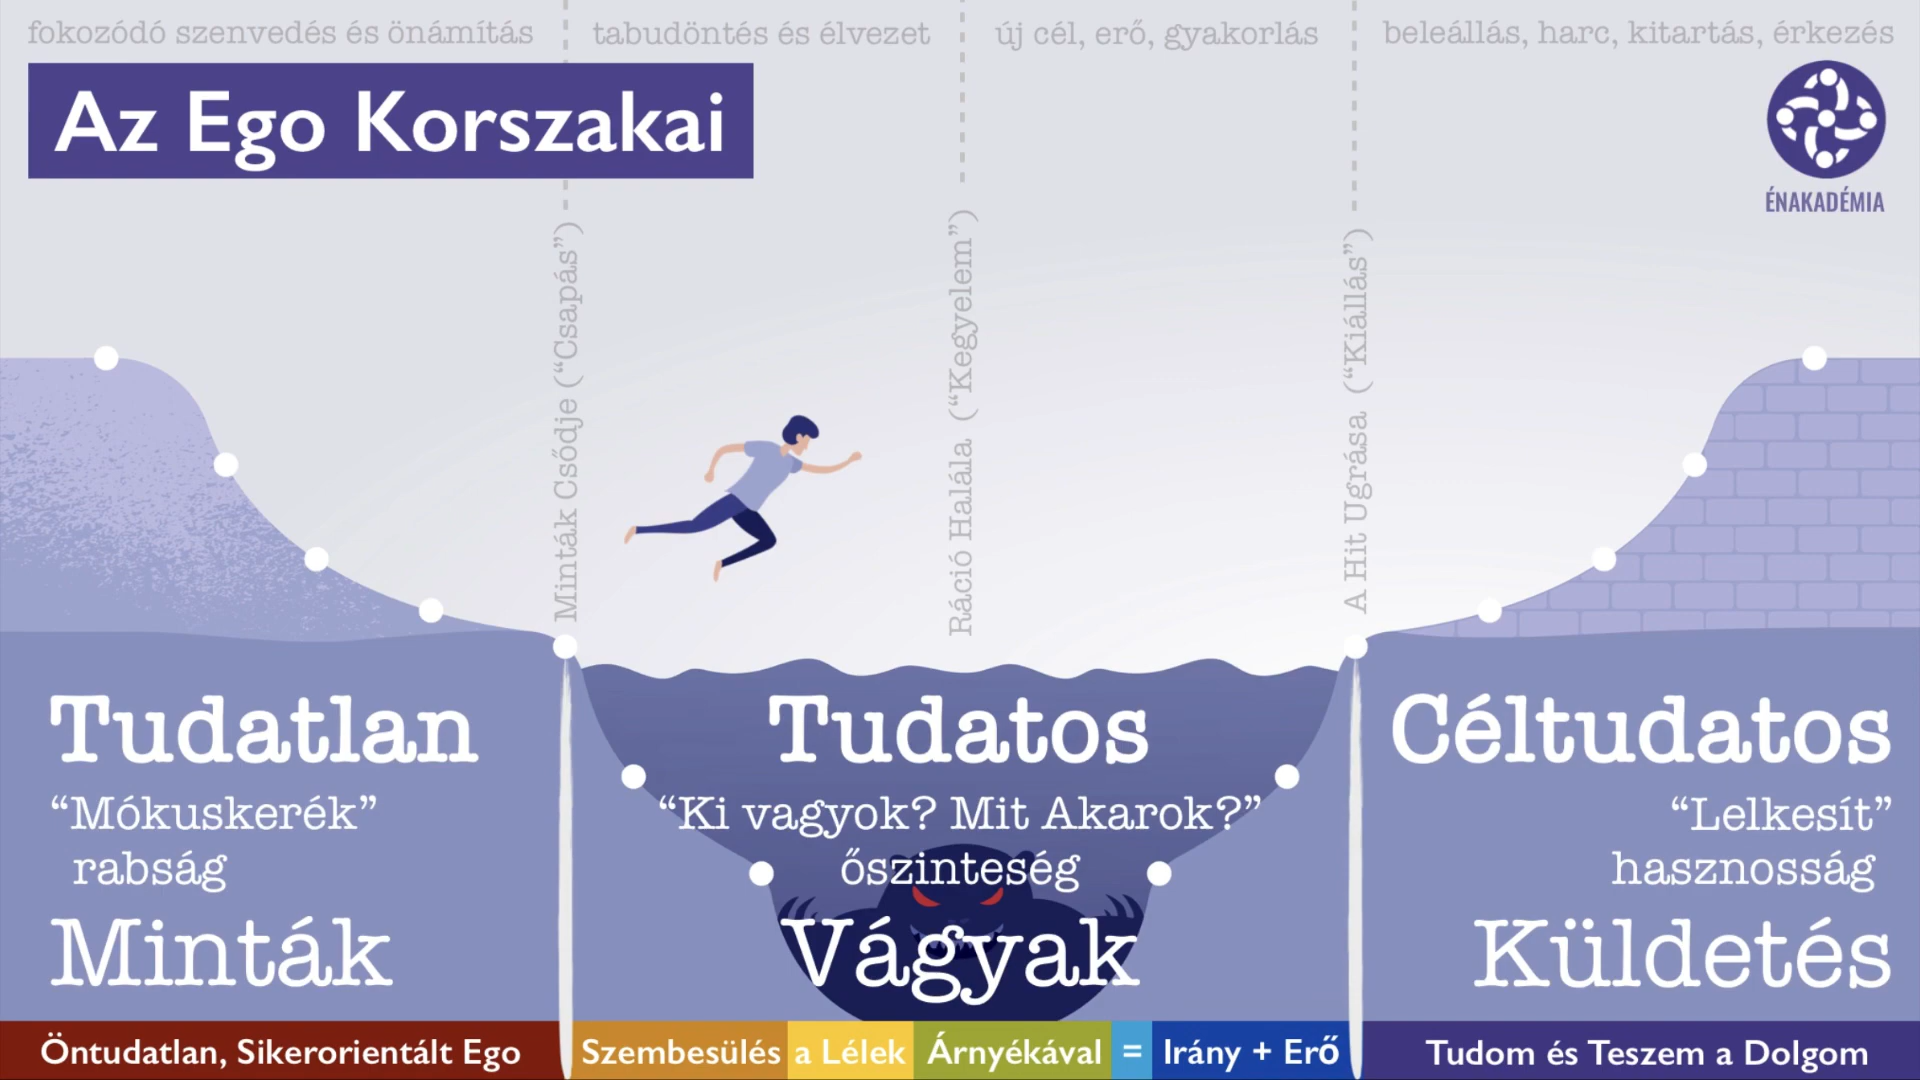 fokozódó szenvedés és önámítás
tabudöntés és élvezet
új cél, erő, gyakorlás
beleállás, harc, kitartás, érkezés
Az Ego Korszakai
ÉNAKADÉMIA
Minták Csődje (“Csapás”)
Ráció Halála (“Kegyelem”)
A Hit Ugrása (“Kiállás”)
Tudatlan
“Mókuskerék”
rabság
Minták
Tudatos
“Ki vagyok? Mit Akarok?”
őszinteség
Vágyak
Céltudatos
“Lelkesít”
hasznosság
Küldetés
Öntudatlan, Sikerorientált Ego
Szembesülés a Lélek Árnyékával = Irány + Erő
Tudom és Teszem a Dolgom